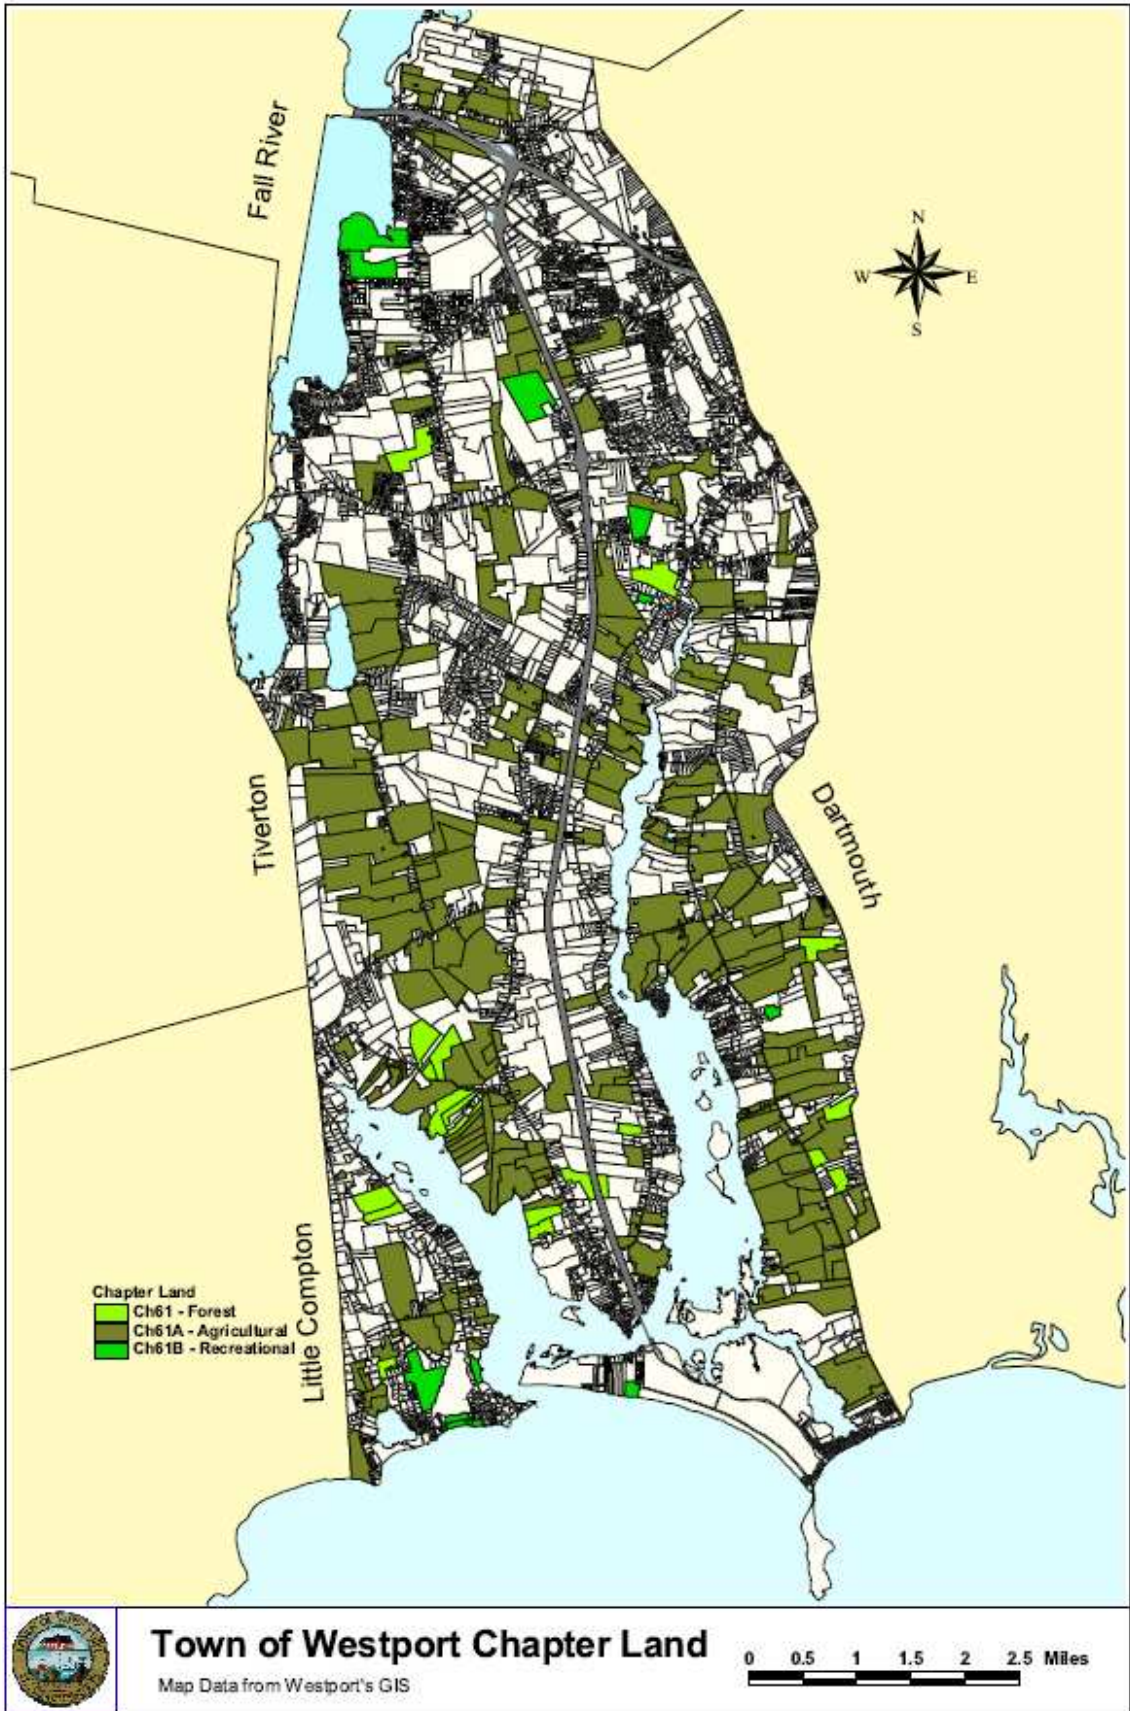 Fall River
N
W E
S
Tiverton
Dartmouth
Little Compton
Chapter Land
Ch61 - Forest
Ch61A - Agricultural
Ch61B - Recreational
Town of Westport Chapter Land
Map Data from Westport's GIS
0 0.5 1 1.5 2 2.5 Miles